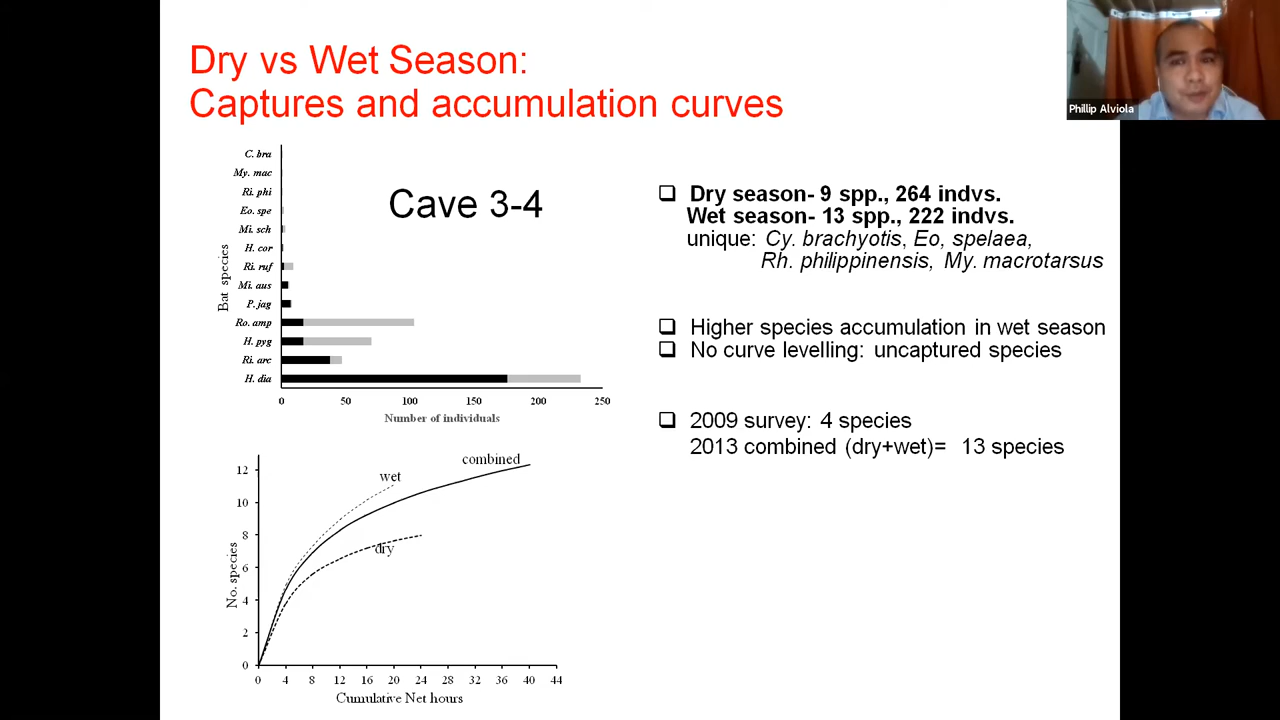 Dry vs Wet Season:
Captures and accumulation curves
Phillip Alviola
C. bra
My. mac
Ri. phi
Eo. spe
Mi. sch
H. cor
Ri. ruf
Mi. aus
P. jag
Ro. amp
H. pyg
Ri. arc
H. dia
Bat species
Cave 3-4
0 50 100 150 200 250
Number of individuals
❑ Dry season- 9 spp., 264 indvs.
Wet season- 13 spp., 222 indvs.
unique: Cy. brachyotis, Eo, spelaea,
Rh. philippinensis, My. macrotarsus
❑ Higher species accumulation in wet season
❑ No curve levelling: uncaptured species
❑ 2009 survey: 4 species
2013 combined (dry+wet)= 13 species
combined
wet
dry
12
10
8
6
4
2
0
No. species
0 4 8 12 16 20 24 28 32 36 40 44
Cumulative Net hours